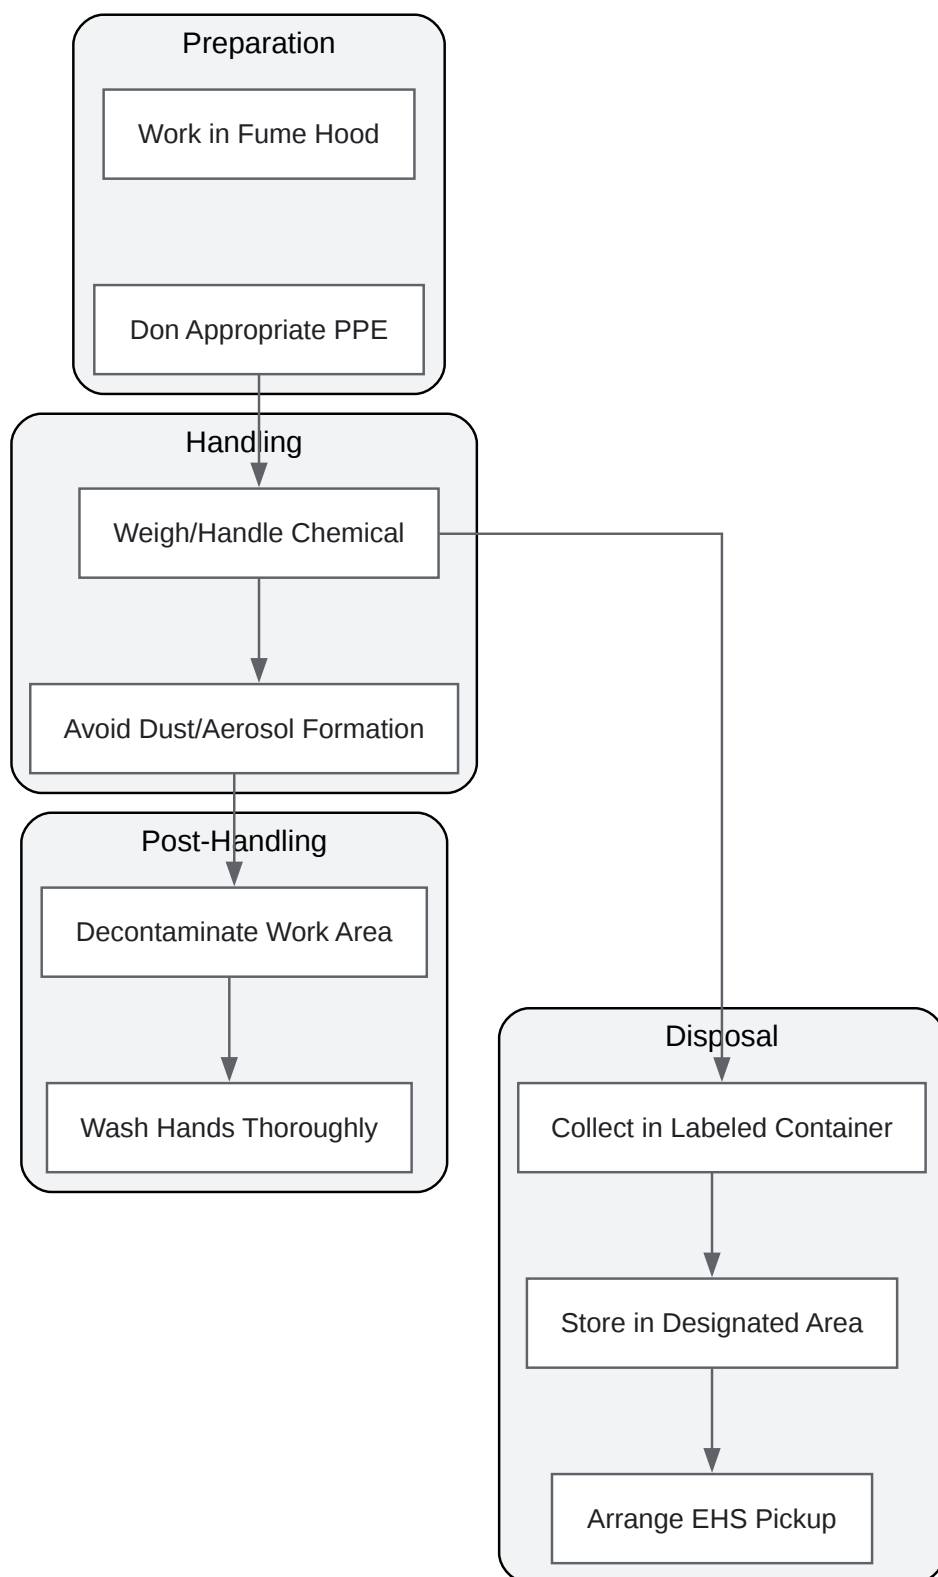 Preparation
Work in Fume Hood
Don Appropriate PPE
Handling
Weigh/Handle Chemical
Avoid Dust/Aerosol Formation
Post-Handling
Decontaminate Work Area
Wash Hands Thoroughly
Disposal
Collect in Labeled Container
Store in Designated Area
Arrange EHS Pickup